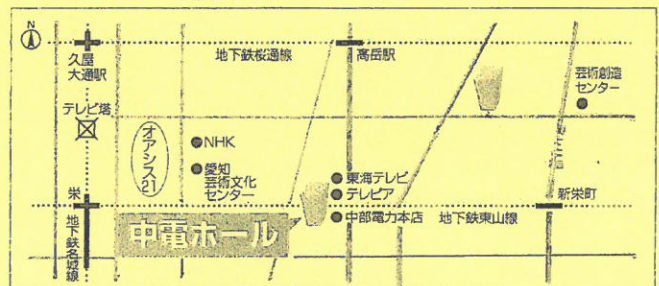 N
久屋
大通駅
地下鉄桜通線
高岳駅
芸術創造
センター
テレビ塔
オアシス21
NHK
愛知
芸術文化
センター
東海テレビ
テレピア
栄
新栄町
中部電力本店
地下鉄東山線
地下鉄名城線
中電ホール